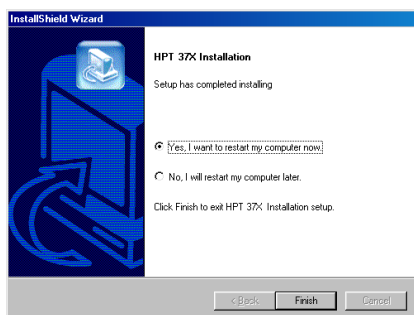 InstallShield Wizard
HPT 37X Installation
Setup has completed installing
Yes, I want to restart my computer now.
No, I will restart my computer later.
Click Finish to exit HPT 37X Installation setup.
< Back
Finish
Cancel